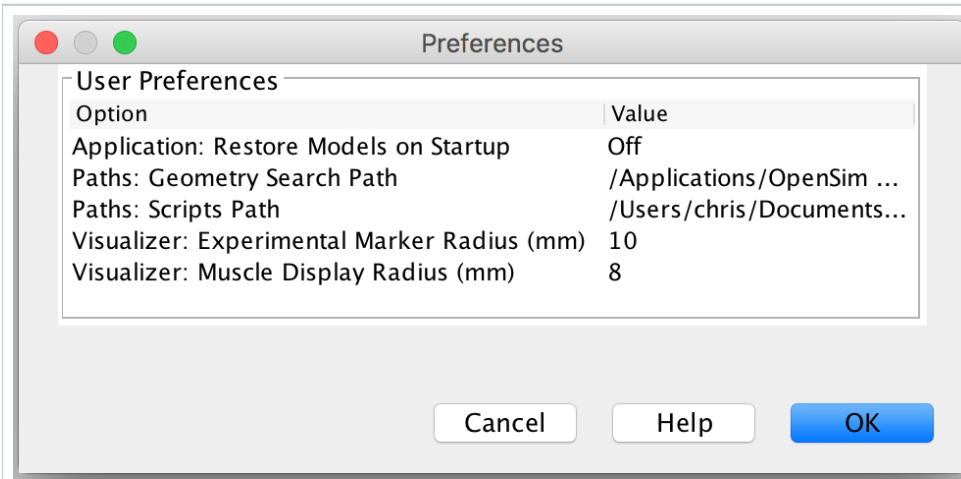 Preferences
User Preferences
Option Value
Application: Restore Models on Startup Off
Paths: Geometry Search Path /Applications/OpenSim ...
Paths: Scripts Path /Users/chris/Documents...
Visualizer: Experimental Marker Radius (mm) 10
Visualizer: Muscle Display Radius (mm) 8
Cancel Help OK